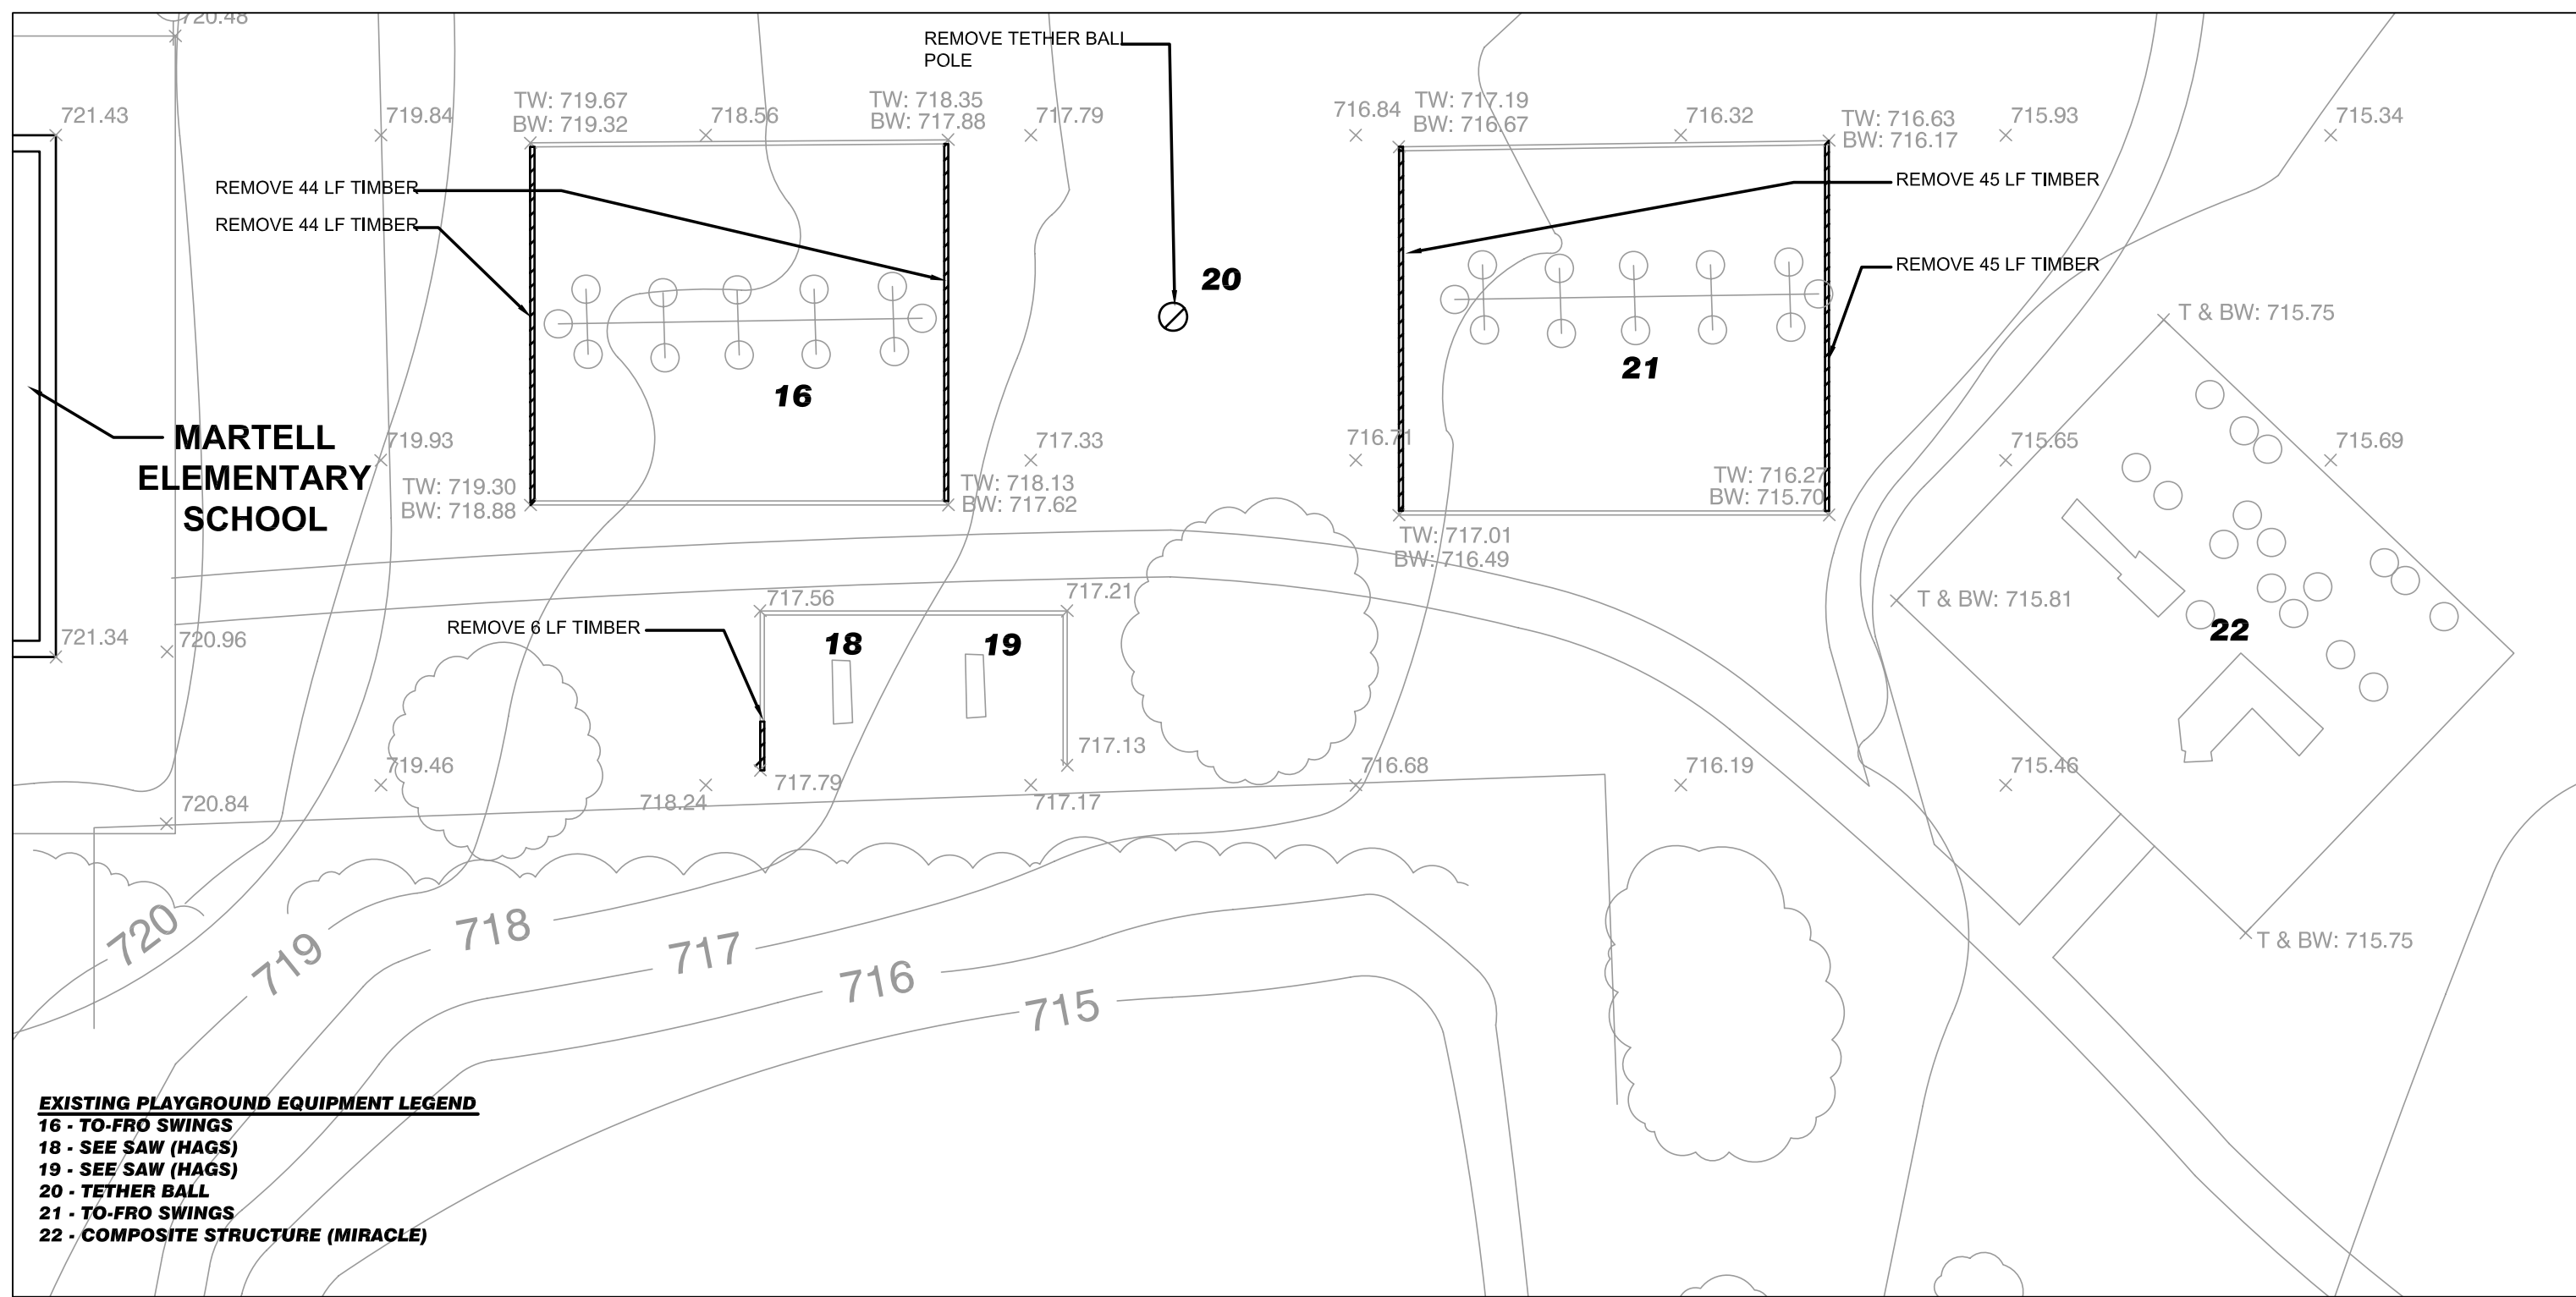 720.48
REMOVE TETHER BALL
POLE
721.43
719.84
TW: 719.67
BW: 719.32
718.56
TW: 718.35
BW: 717.88
717.79
716.84
TW: 717.19
BW: 716.67
716.32
TW: 716.63
BW: 716.17
715.93
715.34
REMOVE 44 LF TIMBER
REMOVE 44 LF TIMBER
REMOVE 45 LF TIMBER
REMOVE 45 LF TIMBER
20
T & BW: 715.75
16
21
MARTELL
ELEMENTARY
SCHOOL
719.93
717.33
716.71
715.65
715.69
TW: 719.30
BW: 718.88
TW: 718.13
BW: 717.62
TW: 716.27
BW: 715.70
TW: 717.01
BW: 716.49
T & BW: 715.81
717.56
717.21
REMOVE 6 LF TIMBER
18
19
22
721.34
720.96
719.46
717.13
716.68
716.19
715.46
720.84
718.24
717.79
717.17
T & BW: 715.75
720
719
718
717
716
715
EXISTING PLAYGROUND EQUIPMENT LEGEND
16 - TO-FRO SWINGS
18 - SEE SAW (HAGS)
19 - SEE SAW (HAGS)
20 - TETHER BALL
21 - TO-FRO SWINGS
22 - COMPOSITE STRUCTURE (MIRACLE)